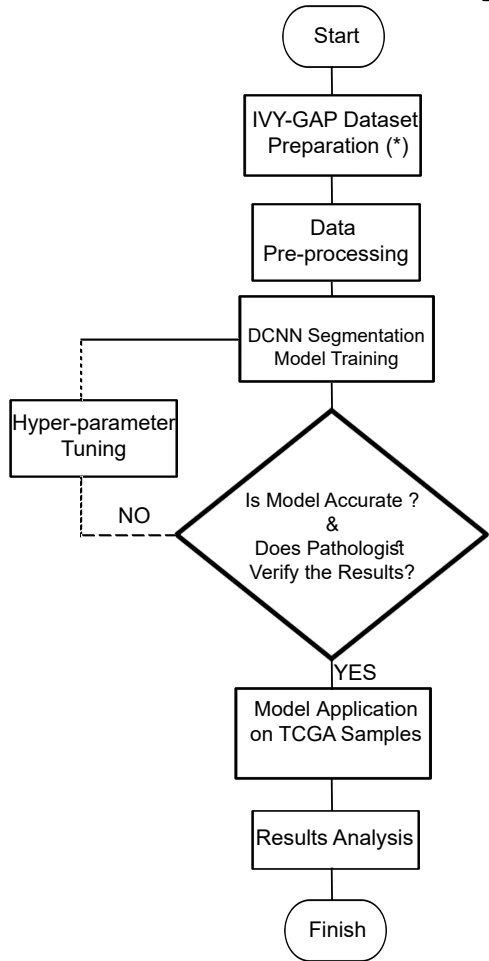 Start
IVY-GAP Dataset
Preparation (*)
Data
Pre-processing
DCNN Segmentation
Model Training
Hyper-parameter
Tuning
Is Model Accurate ?
&
Does Pathologist
Verify the Results?
NO
YES
Model Application
on TCGA Samples
Results Analysis
Finish